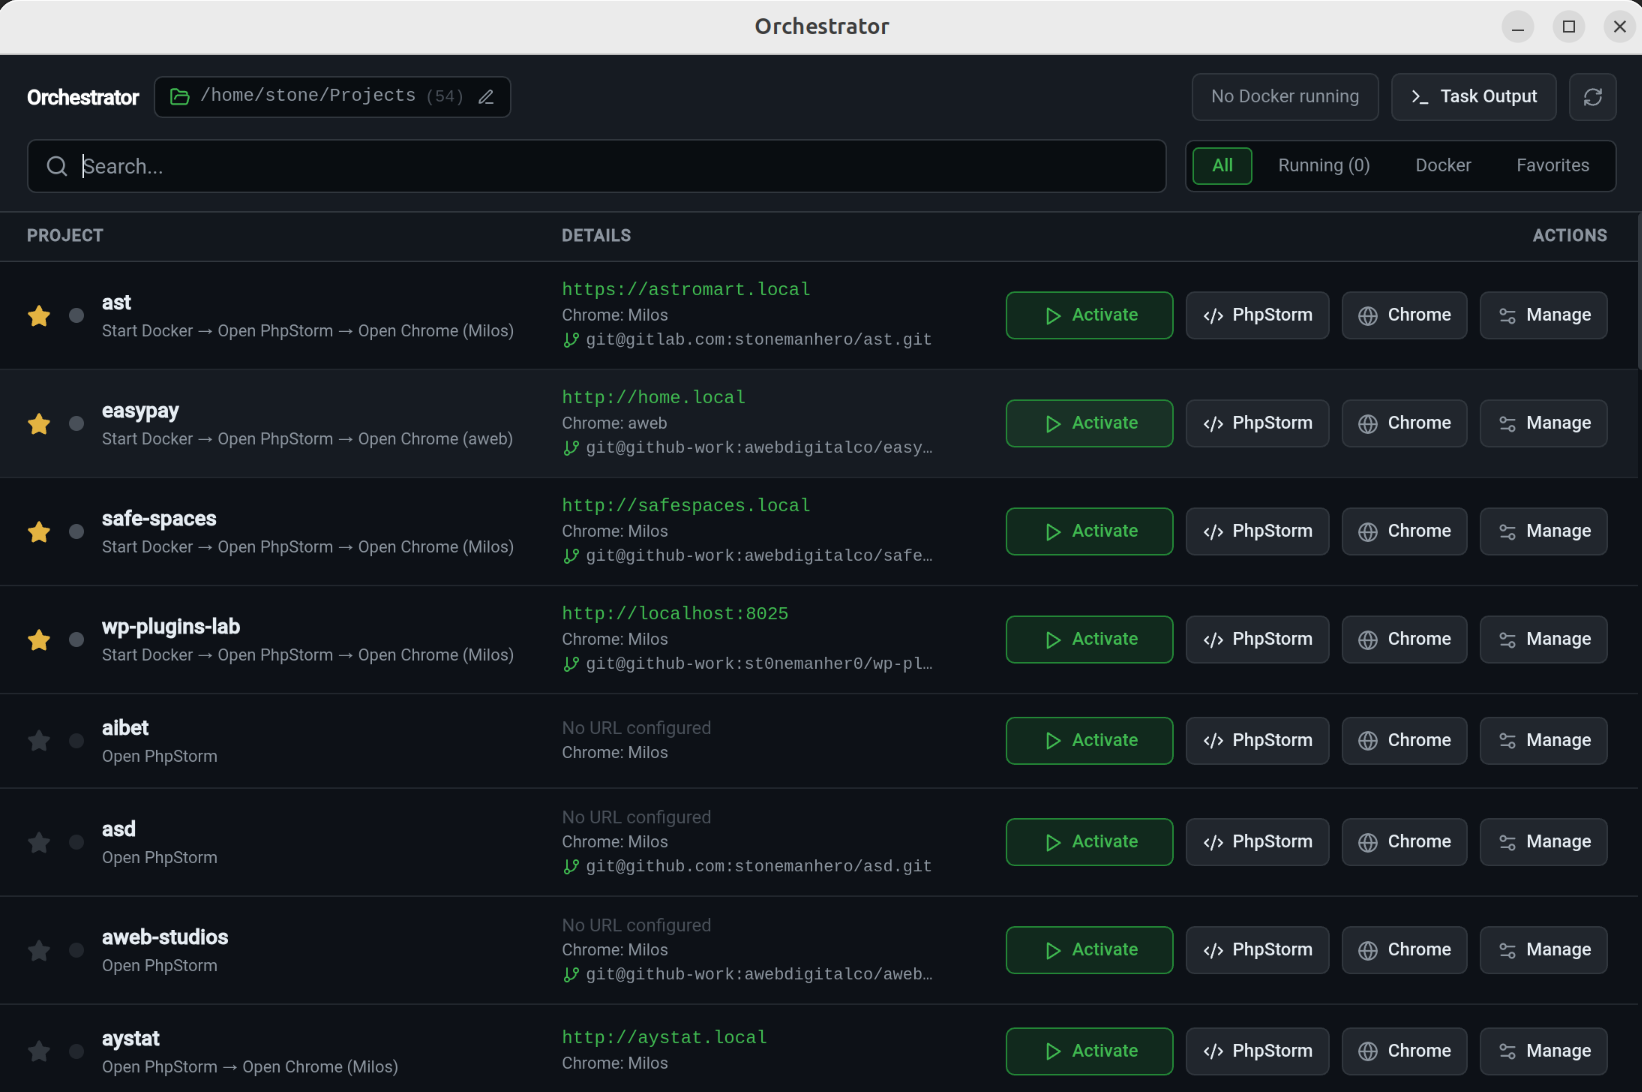 Orchestrator
Orchestrator
/home/stone/Projects (54)
No Docker running
Task Output
Search...
All
Running (0)
Docker
Favorites
PROJECT
DETAILS
ACTIONS
ast
Start Docker → Open PhpStorm → Open Chrome (Milos)
https://astromart.local
Chrome: Milos
git@gitlab.com:stonemanhero/ast.git
Activate
PhpStorm
Chrome
Manage
easypay
Start Docker → Open PhpStorm → Open Chrome (aweb)
http://home.local
Chrome: aweb
git@github-work:awebdigitalco/easy…
Activate
PhpStorm
Chrome
Manage
safe-spaces
Start Docker → Open PhpStorm → Open Chrome (Milos)
http://safespaces.local
Chrome: Milos
git@github-work:awebdigitalco/safe…
Activate
PhpStorm
Chrome
Manage
wp-plugins-lab
Start Docker → Open PhpStorm → Open Chrome (Milos)
http://localhost:8025
Chrome: Milos
git@github-work:st0nemanher0/wp-pl…
Activate
PhpStorm
Chrome
Manage
aibet
Open PhpStorm
No URL configured
Chrome: Milos
Activate
PhpStorm
Chrome
Manage
asd
Open PhpStorm
No URL configured
Chrome: Milos
git@github.com:stonemanhero/asd.git
Activate
PhpStorm
Chrome
Manage
aweb-studios
Open PhpStorm
No URL configured
Chrome: Milos
git@github-work:awebdigitalco/aweb…
Activate
PhpStorm
Chrome
Manage
aystat
Open PhpStorm → Open Chrome (Milos)
http://aystat.local
Chrome: Milos
Activate
PhpStorm
Chrome
Manage